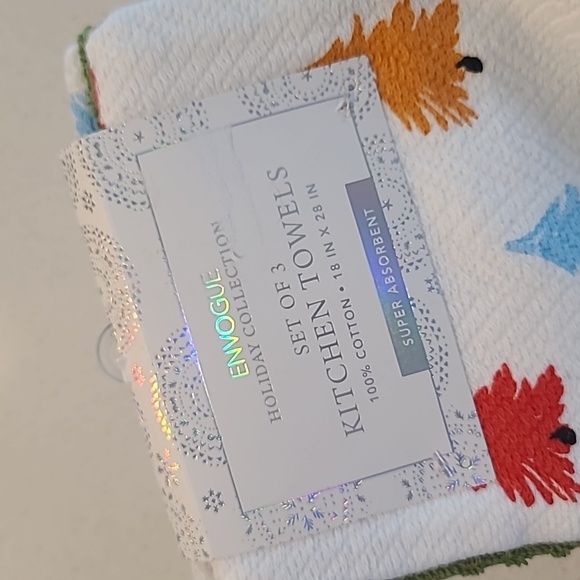 ENVOGUE
HOLIDAY COLLECTION
SET OF 3
KITCHEN TOWELS
100% COTTON • 18 IN X 28 IN
SUPER ABSORBENT